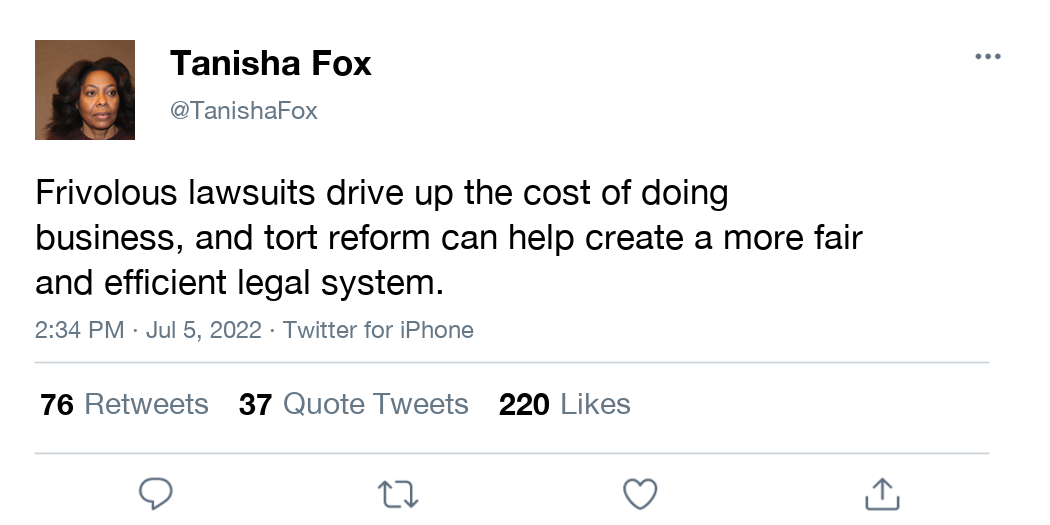 Tanisha Fox
@TanishaFox
Frivolous lawsuits drive up the cost of doing
business, and tort reform can help create a more fair
and efficient legal system.
2:34 PM · Jul 5, 2022 · Twitter for iPhone
76 Retweets 37 Quote Tweets 220 Likes